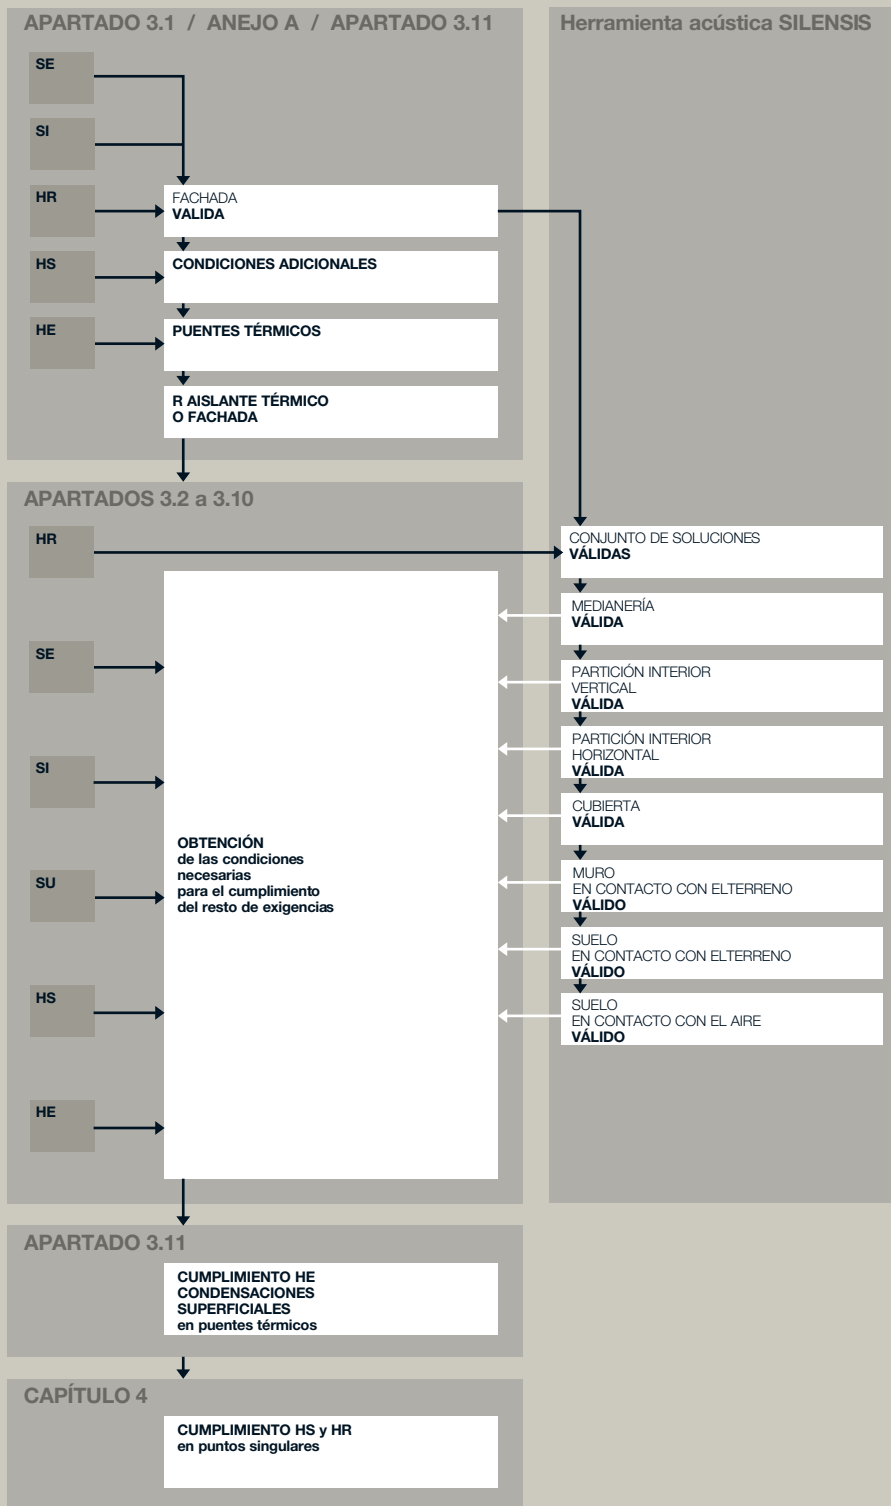 APARTADO 3.1 / ANEJO A / APARTADO 3.11
SE
SI
HR
FACHADA
VALIDA
HS
CONDICIONES ADICIONALES
HE
PUENTES TÉRMICOS
R AISLANTE TÉRMICO
O FACHADA
APARTADOS 3.2 a 3.10
HR
SE
SI
SU
HS
HE
OBTENCIÓN
de las condiciones
necesarias
para el cumplimiento
del resto de exigencias
Herramienta acústica SILENSIS
CONJUNTO DE SOLUCIONES
VÁLIDAS
MEDIANERÍA
VÁLIDA
PARTICIÓN INTERIOR
VERTICAL
VÁLIDA
PARTICIÓN INTERIOR
HORIZONTAL
VÁLIDA
CUBIERTA
VÁLIDA
MURO
EN CONTACTO CON ELTERRENO
VÁLIDO
SUELO
EN CONTACTO CON ELTERRENO
VÁLIDO
SUELO
EN CONTACTO CON EL AIRE
VÁLIDO
APARTADO 3.11
CUMPLIMIENTO HE
CONDENSACIONES
SUPERFICIALES
en puentes térmicos
CAPÍTULO 4
CUMPLIMIENTO HS y HR
en puntos singulares